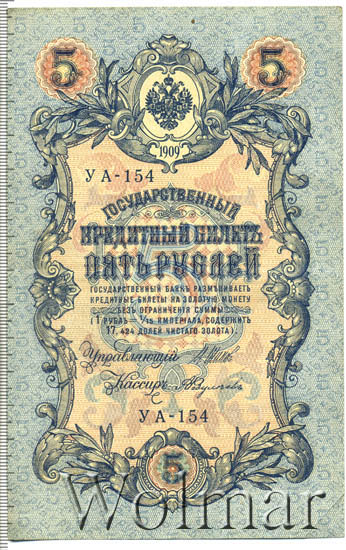 5 5
1909
УА-154
ГОСУДАРСТВЕННЫЙ
КРЕДИТНЫЙ БИЛЕТЪ
ПЯТЬ РУБЛЕЙ
ГОСУДАРСТВЕННЫЙ БАНКЪ РАЗМѢНИВАЕТЪ
КРЕДИТНЫЕ БИЛЕТЫ НА ЗОЛОТУЮ МОНЕТУ
БЕЗЪ ОГРАНИЧЕНІЯ СУММЫ
(1 РУБЛЬ = 1/15 ИМПЕРІАЛА, СОДЕРЖИТЪ
17,424 ДОЛЕЙ ЧИСТАГО ЗОЛОТА).
Управляющій
Кассиръ
УА-154
5
Wolmar